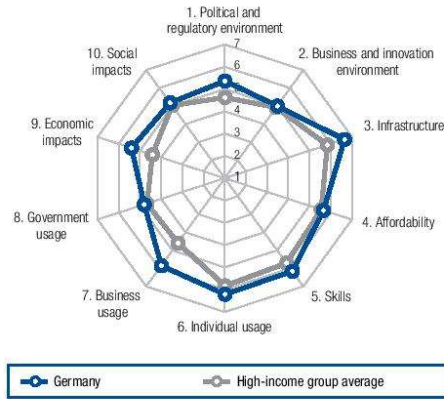 1. Political and
regulatory environment
2. Business and innovation
environment
3. Infrastructure
4. Affordability
5. Skills
6. Individual usage
7. Business
usage
8. Government
usage
9. Economic
impacts
10. Social
impacts
7
6
5
4
3
2
1
Germany
High-income group average